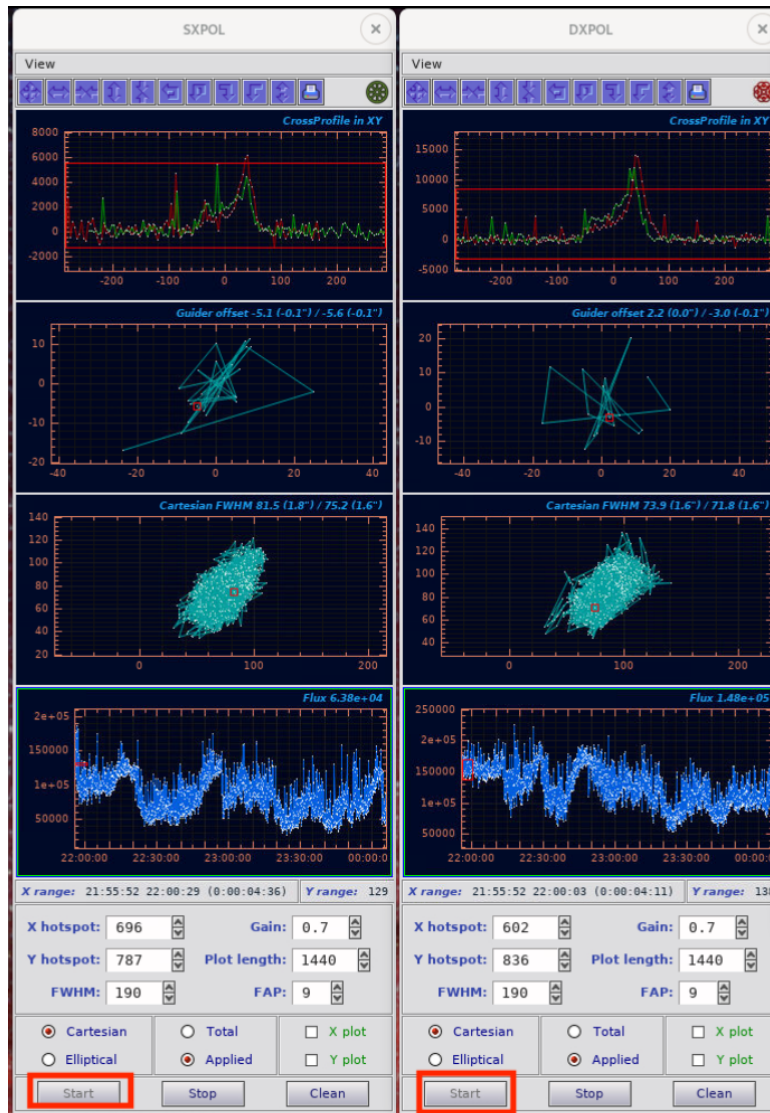 SXPOL
View
CrossProfile in XY
8000
6000
4000
2000
0
-2000
-200 -100 0 100 200
Guider offset -5.1 (-0.1") / -5.6 (-0.1")
10
0
-10
-20
-40 -20 0 20 40
Cartesian FWHM 81.5 (1.8") / 75.2 (1.6")
140
120
100
80
60
40
20
0 100 200
Flux 6.38e+04
2e+05
150000
1e+05
50000
22:00:00 22:30:00 23:00:00 23:30:00 00:00:0
X range: 21:55:52 22:00:29 (0:00:04:36) Y range: 129
X hotspot: 696 Gain: 0.7
Y hotspot: 787 Plot length: 1440
FWHM: 190 FAP: 9
Cartesian Total X plot
Elliptical Applied Y plot
Start Stop Clean
DXPOL
View
CrossProfile in XY
15000
10000
5000
0
-5000
-200 -100 0 100 200
Guider offset 2.2 (0.0") / -3.0 (-0.1")
20
10
0
-10
-40 -20 0 20 40
Cartesian FWHM 73.9 (1.6") / 71.8 (1.6")
140
120
100
80
60
40
0 100 200
Flux 1.48e+05
250000
2e+05
150000
1e+05
50000
22:00:00 22:30:00 23:00:00 23:30:00 00:00:
X range: 21:55:52 22:00:03 (0:00:04:11) Y range:
X hotspot: 602 Gain: 0.7
Y hotspot: 836 Plot length: 1440
FWHM: 190 FAP: 9
Cartesian Total X plot
Elliptical Applied Y plot
Start Stop Clean